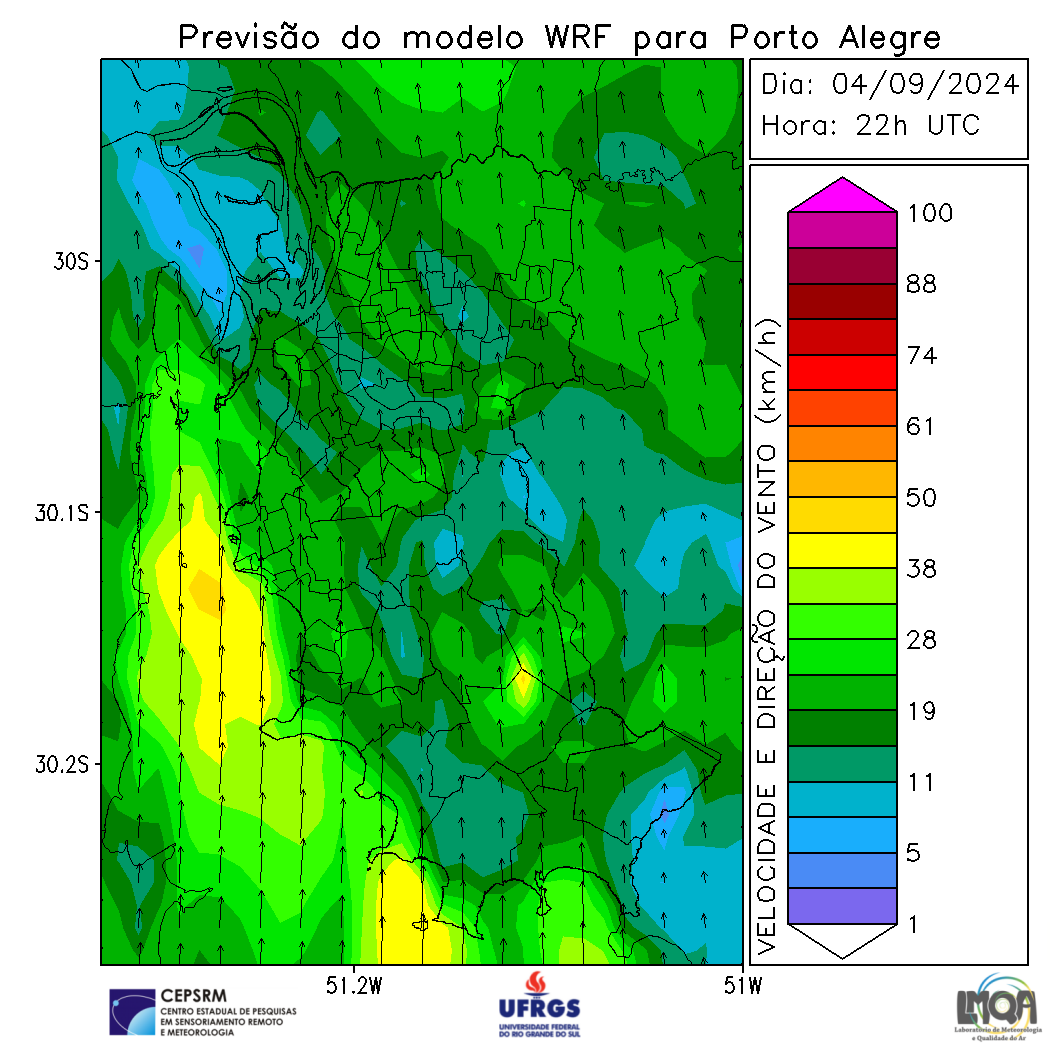 Previsão do modelo WRF para Porto Alegre
Dia: 04/09/2024
Hora: 22h UTC
30S
30.1S
30.2S
51.2W
51W
VELOCIDADE E DIREÇÃO DO VENTO (km/h)
100
88
74
61
50
38
28
19
11
5
1
CEPSRM
CENTRO ESTADUAL DE PESQUISAS
EM SENSORIAMENTO REMOTO
E METEOROLOGIA
UFRGS
UNIVERSIDADE FEDERAL
DO RIO GRANDE DO SUL
LMQA
Laboratório de Meteorologia
e Qualidade do Ar